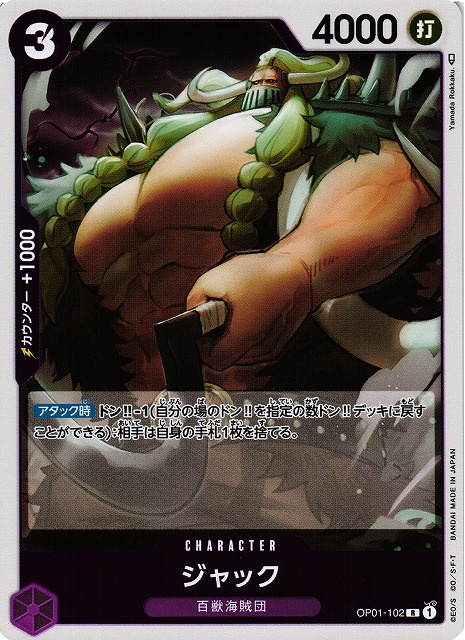 3
4000
打
Yamada Rokkaku.
カウンター +1000
アタック時 ドン!!-1(自分の場のドン!!を指定の数ドン!!デッキに戻す
ことができる):相手は自身の手札1枚を捨てる。
CHARACTER
ジャック
百獣海賊団
OP01-102 R 1
©EO/S ©O/S・F・T BANDAI MADE IN JAPAN